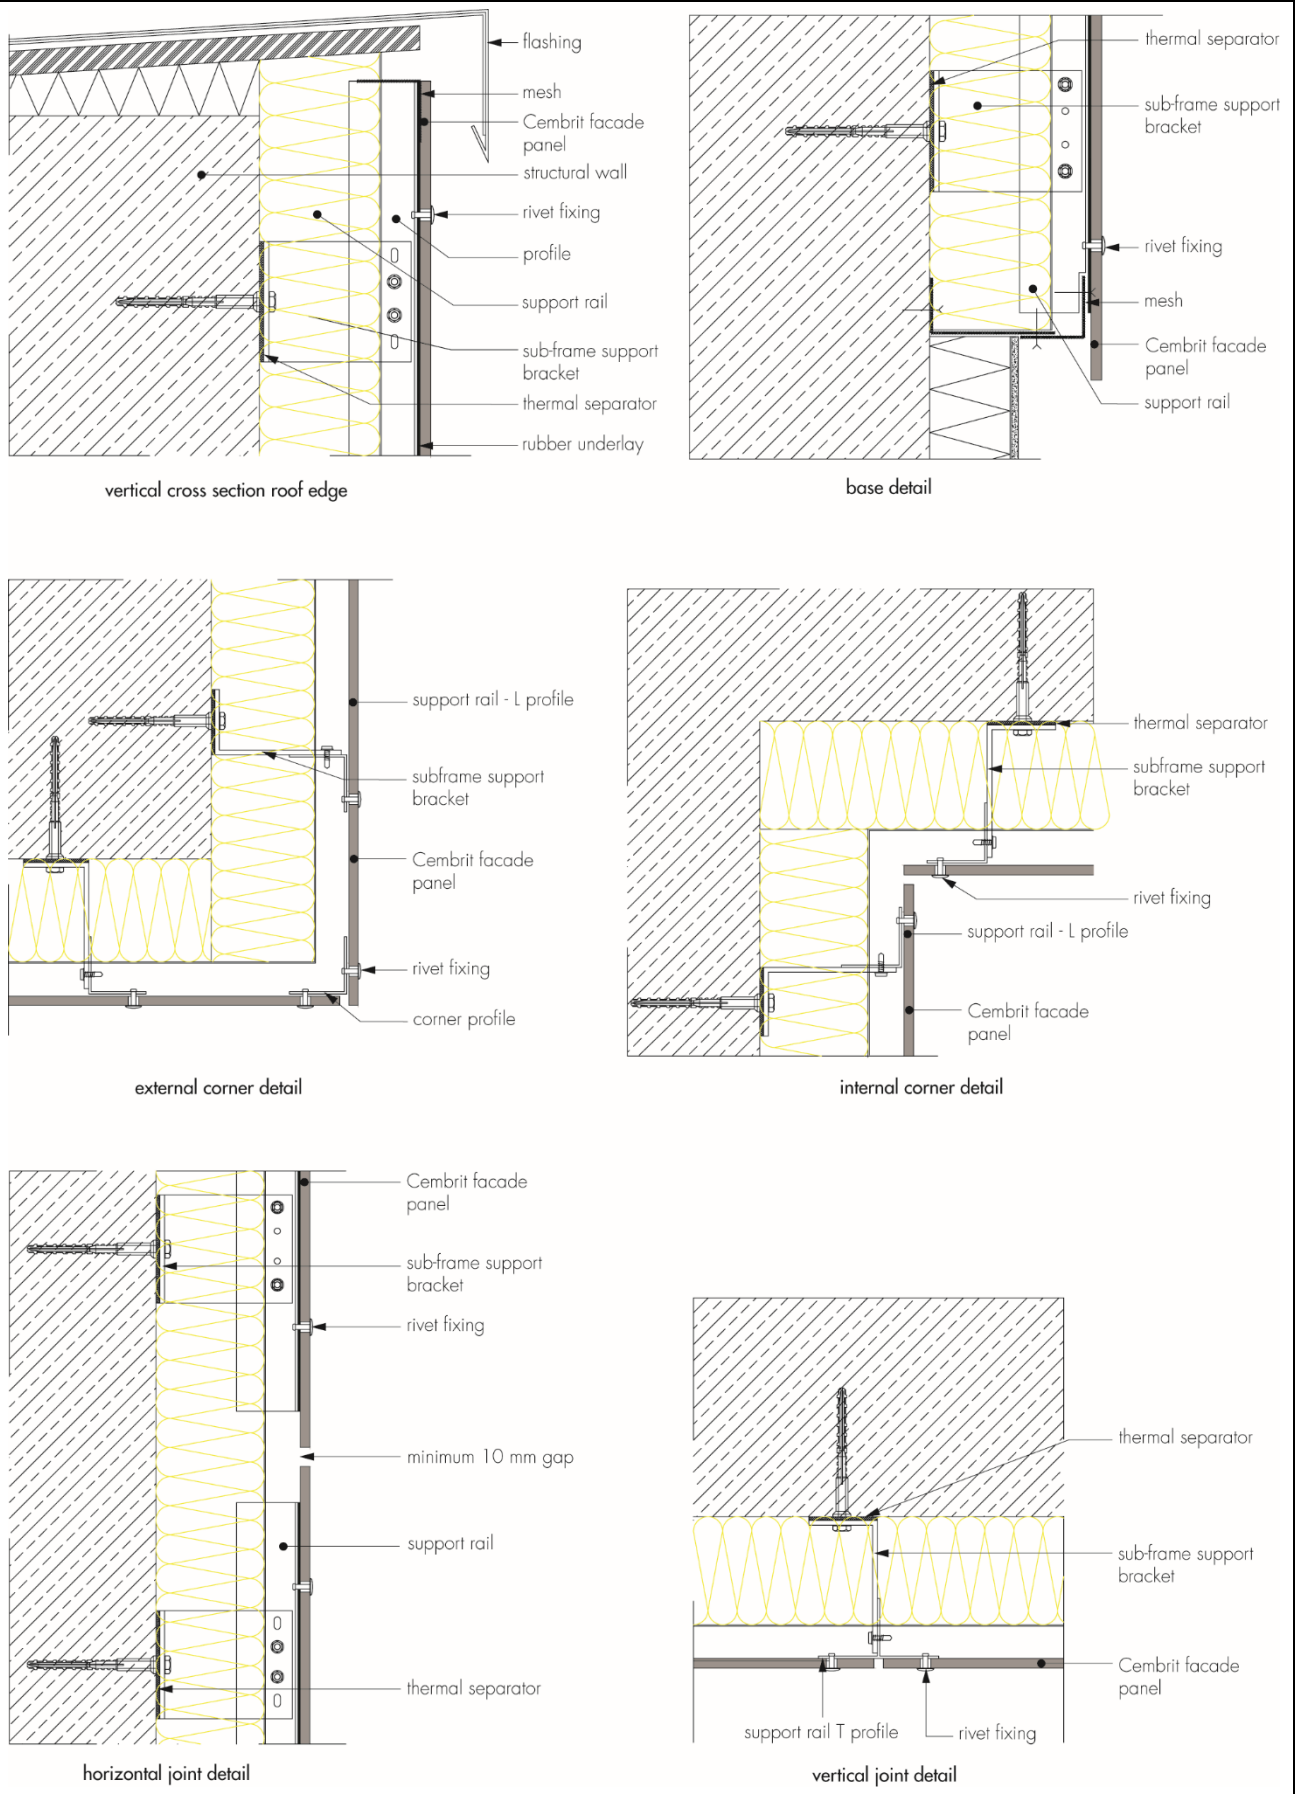 flashing
mesh
Cembrit facade
panel
structural wall
rivet fixing
profile
support rail
sub-frame support
bracket
thermal separator
rubber underlay
vertical cross section roof edge
thermal separator
sub-frame support
bracket
rivet fixing
mesh
Cembrit facade
panel
support rail
base detail
support rail - L profile
subframe support
bracket
Cembrit facade
panel
rivet fixing
corner profile
external corner detail
thermal separator
subframe support
bracket
rivet fixing
support rail - L profile
Cembrit facade
panel
internal corner detail
Cembrit facade
panel
sub-frame support
bracket
rivet fixing
minimum 10 mm gap
support rail
thermal separator
horizontal joint detail
thermal separator
sub-frame support
bracket
Cembrit facade
panel
support rail T profile
rivet fixing
vertical joint detail